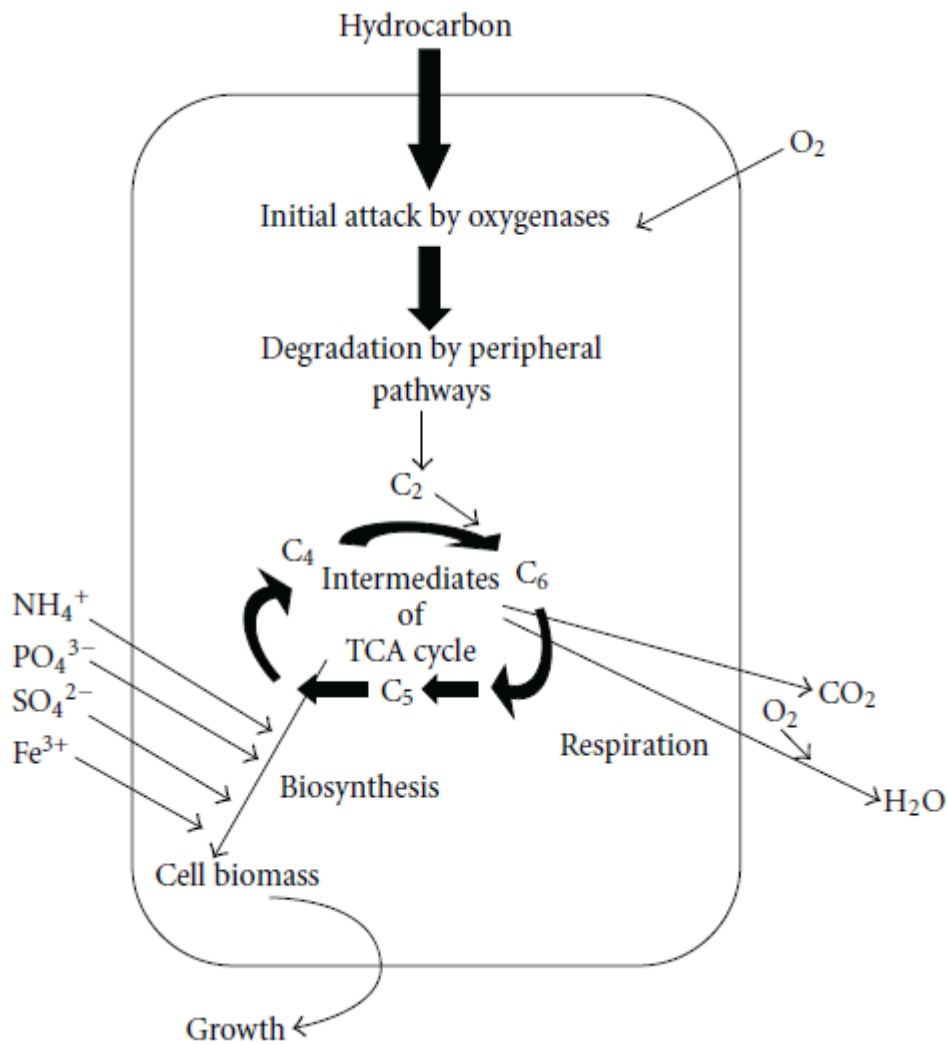 Hydrocarbon
O₂
Initial attack by oxygenases
Degradation by peripheral
pathways
C₂
C₄
C₆
Intermediates
of
TCA cycle
C₅
NH₄⁺
PO₄³⁻
SO₄²⁻
Fe³⁺
CO₂
O₂
Respiration
H₂O
Biosynthesis
Cell biomass
Growth